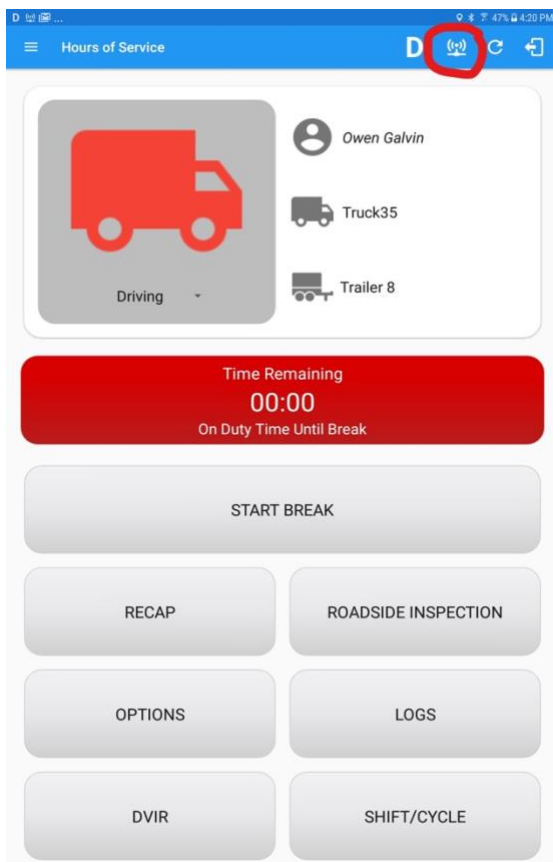 D ... 47% 4:20 PM
Hours of Service D
Owen Galvin
Truck35
Trailer 8
Driving
Time Remaining
00:00
On Duty Time Until Break
START BREAK
RECAP ROADSIDE INSPECTION
OPTIONS LOGS
DVIR SHIFT/CYCLE